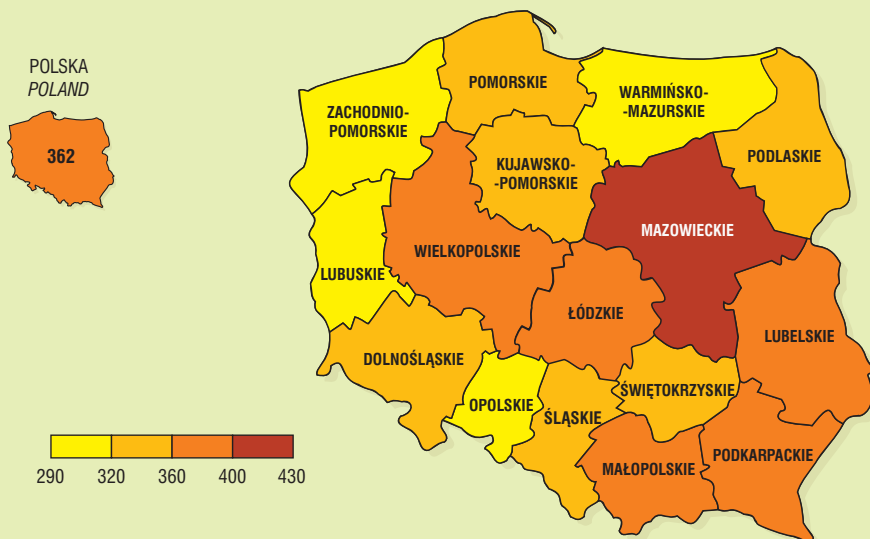 POLSKA
POLAND
362
POMORSKIE
WARMIŃSKO-
-MAZURSKIE
ZACHODNIO-
POMORSKIE
PODLASKIE
KUJAWSKO-
-POMORSKIE
MAZOWIECKIE
WIELKOPOLSKIE
LUBUSKIE
ŁÓDZKIE
LUBELSKIE
DOLNOŚLĄSKIE
ŚWIĘTOKRZYSKIE
OPOLSKIE
ŚLĄSKIE
PODKARPACKIE
MAŁOPOLSKIE
290 320 360 400 430